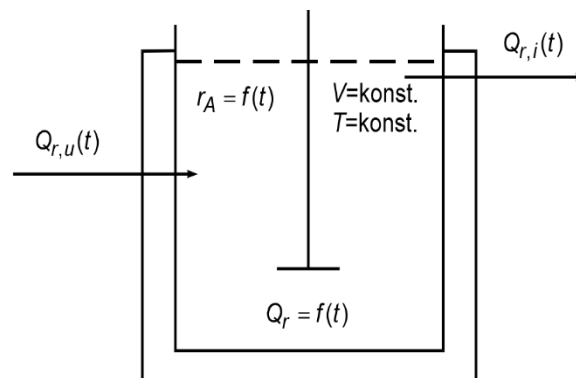 Q_{r,i}(t)
r_A = f(t)
V=konst.
T=konst.
Q_{r,u}(t)
Q_r = f(t)